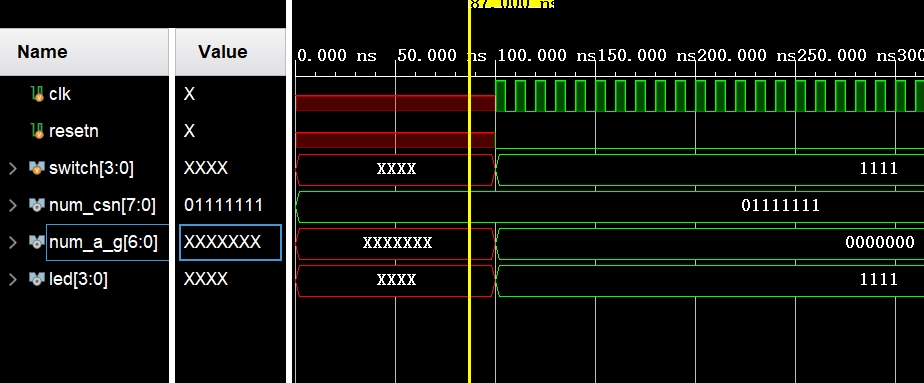 87.000 ns
Name Value 0.000 ns 50.000 ns 100.000 ns 150.000 ns 200.000 ns 250.000 ns 300
clk X
resetn X
switch[3:0] XXXX XXXX 1111
num_csn[7:0] 01111111 01111111
num_a_g[6:0] XXXXXXX XXXXXXX 0000000
led[3:0] XXXX XXXX 1111